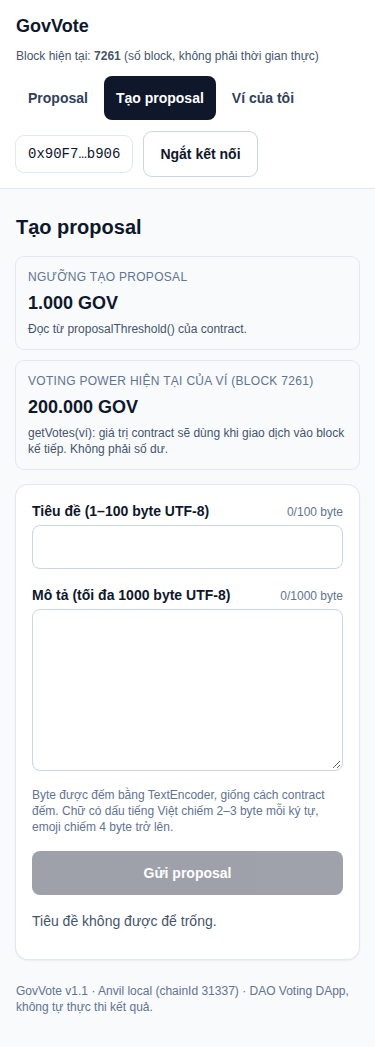 GovVote
Block hiện tại: 7261 (số block, không phải thời gian thực)
Proposal
Tạo proposal
Ví của tôi
0x90F7…b906
Ngắt kết nối
Tạo proposal
NGƯỠNG TẠO PROPOSAL
1.000 GOV
Đọc từ proposalThreshold() của contract.
VOTING POWER HIỆN TẠI CỦA VÍ (BLOCK 7261)
200.000 GOV
getVotes(ví): giá trị contract sẽ dùng khi giao dịch vào block
kế tiếp. Không phải số dư.
Tiêu đề (1–100 byte UTF-8)
0/100 byte
Mô tả (tối đa 1000 byte UTF-8)
0/1000 byte
Byte được đếm bằng TextEncoder, giống cách contract
đếm. Chữ có dấu tiếng Việt chiếm 2–3 byte mỗi ký tự,
emoji chiếm 4 byte trở lên.
Gửi proposal
Tiêu đề không được để trống.
GovVote v1.1 · Anvil local (chainId 31337) · DAO Voting DApp,
không tự thực thi kết quả.